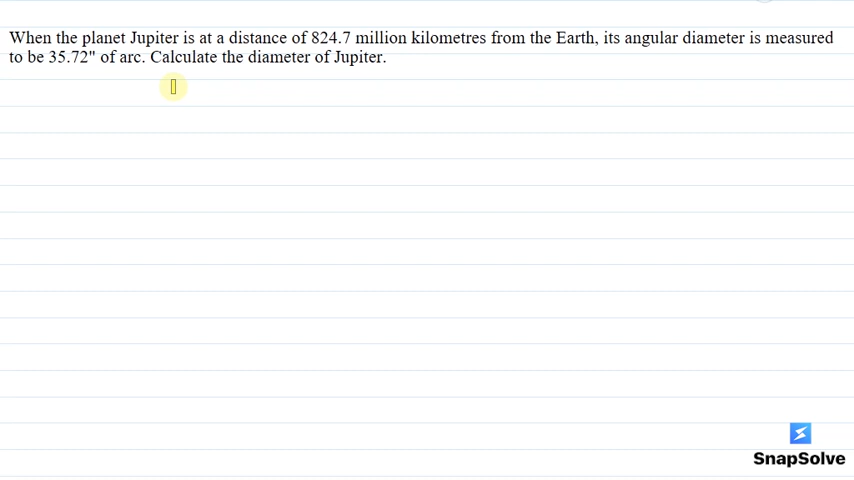 When the planet Jupiter is at a distance of 824.7 million kilometres from the Earth, its angular diameter is measured
to be 35.72" of arc. Calculate the diameter of Jupiter.
SnapSolve